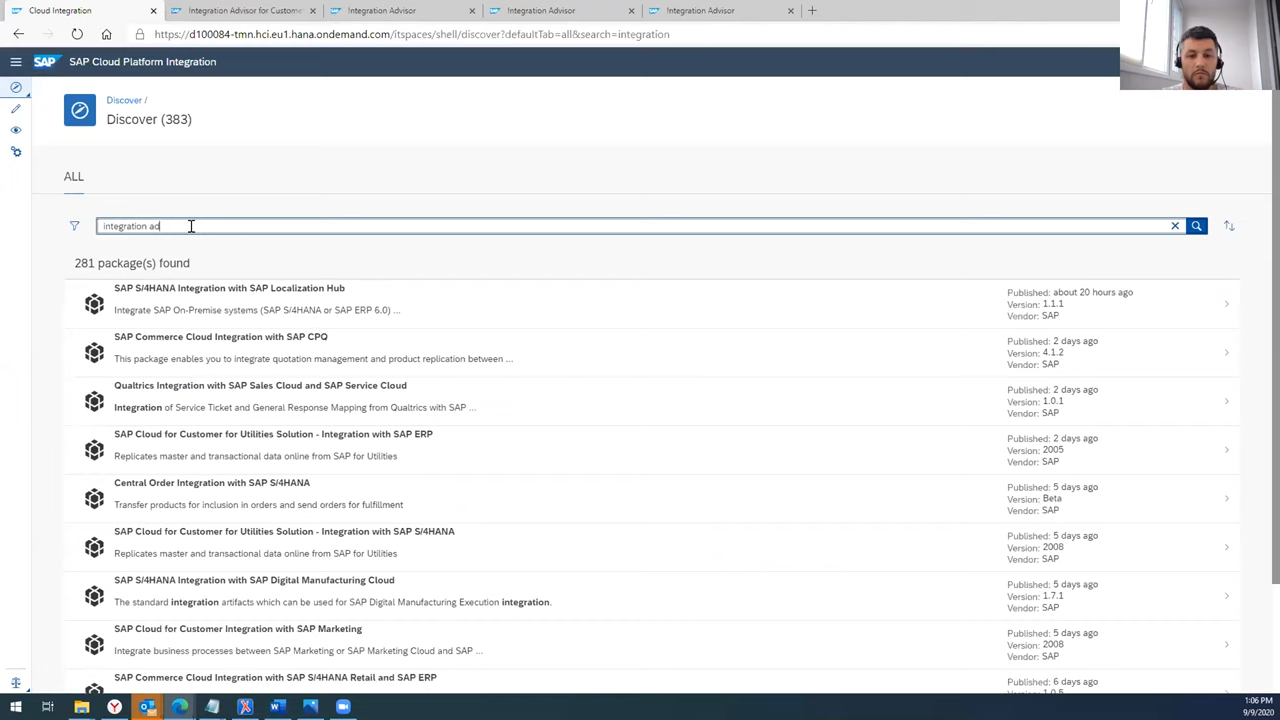 Cloud Integration
Integration Advisor for Custome
Integration Advisor
Integration Advisor
Integration Advisor
https://d100084-tmn.hci.eu1.hana.ondemand.com/itspaces/shell/discover?defaultTab=all&search=integration
SAP SAP Cloud Platform Integration
Discover /
Discover (383)
ALL
integration ad
281 package(s) found
SAP S/4HANA Integration with SAP Localization Hub
Integrate SAP On-Premise systems (SAP S/4HANA or SAP ERP 6.0) ...
Published: about 20 hours ago
Version: 1.1.1
Vendor: SAP
SAP Commerce Cloud Integration with SAP CPQ
This package enables you to integrate quotation management and product replication between ...
Published: 2 days ago
Version: 4.1.2
Vendor: SAP
Qualtrics Integration with SAP Sales Cloud and SAP Service Cloud
Integration of Service Ticket and General Response Mapping from Qualtrics with SAP ...
Published: 2 days ago
Version: 1.0.1
Vendor: SAP
SAP Cloud for Customer for Utilities Solution - Integration with SAP ERP
Replicates master and transactional data online from SAP for Utilities
Published: 2 days ago
Version: 2005
Vendor: SAP
Central Order Integration with SAP S/4HANA
Transfer products for inclusion in orders and send orders for fulfillment
Published: 5 days ago
Version: Beta
Vendor: SAP
SAP Cloud for Customer for Utilities Solution - Integration with SAP S/4HANA
Replicates master and transactional data online from SAP for Utilities
Published: 5 days ago
Version: 2008
Vendor: SAP
SAP S/4HANA Integration with SAP Digital Manufacturing Cloud
The standard integration artifacts which can be used for SAP Digital Manufacturing Execution integration.
Published: 5 days ago
Version: 1.7.1
Vendor: SAP
SAP Cloud for Customer Integration with SAP Marketing
Integrate business processes between SAP Marketing or SAP Marketing Cloud and SAP ...
Published: 5 days ago
Version: 2008
Vendor: SAP
SAP Commerce Cloud Integration with SAP S/4HANA Retail and SAP ERP
Published: 6 days ago
Version: 1.0.5
1:06 PM
9/9/2020